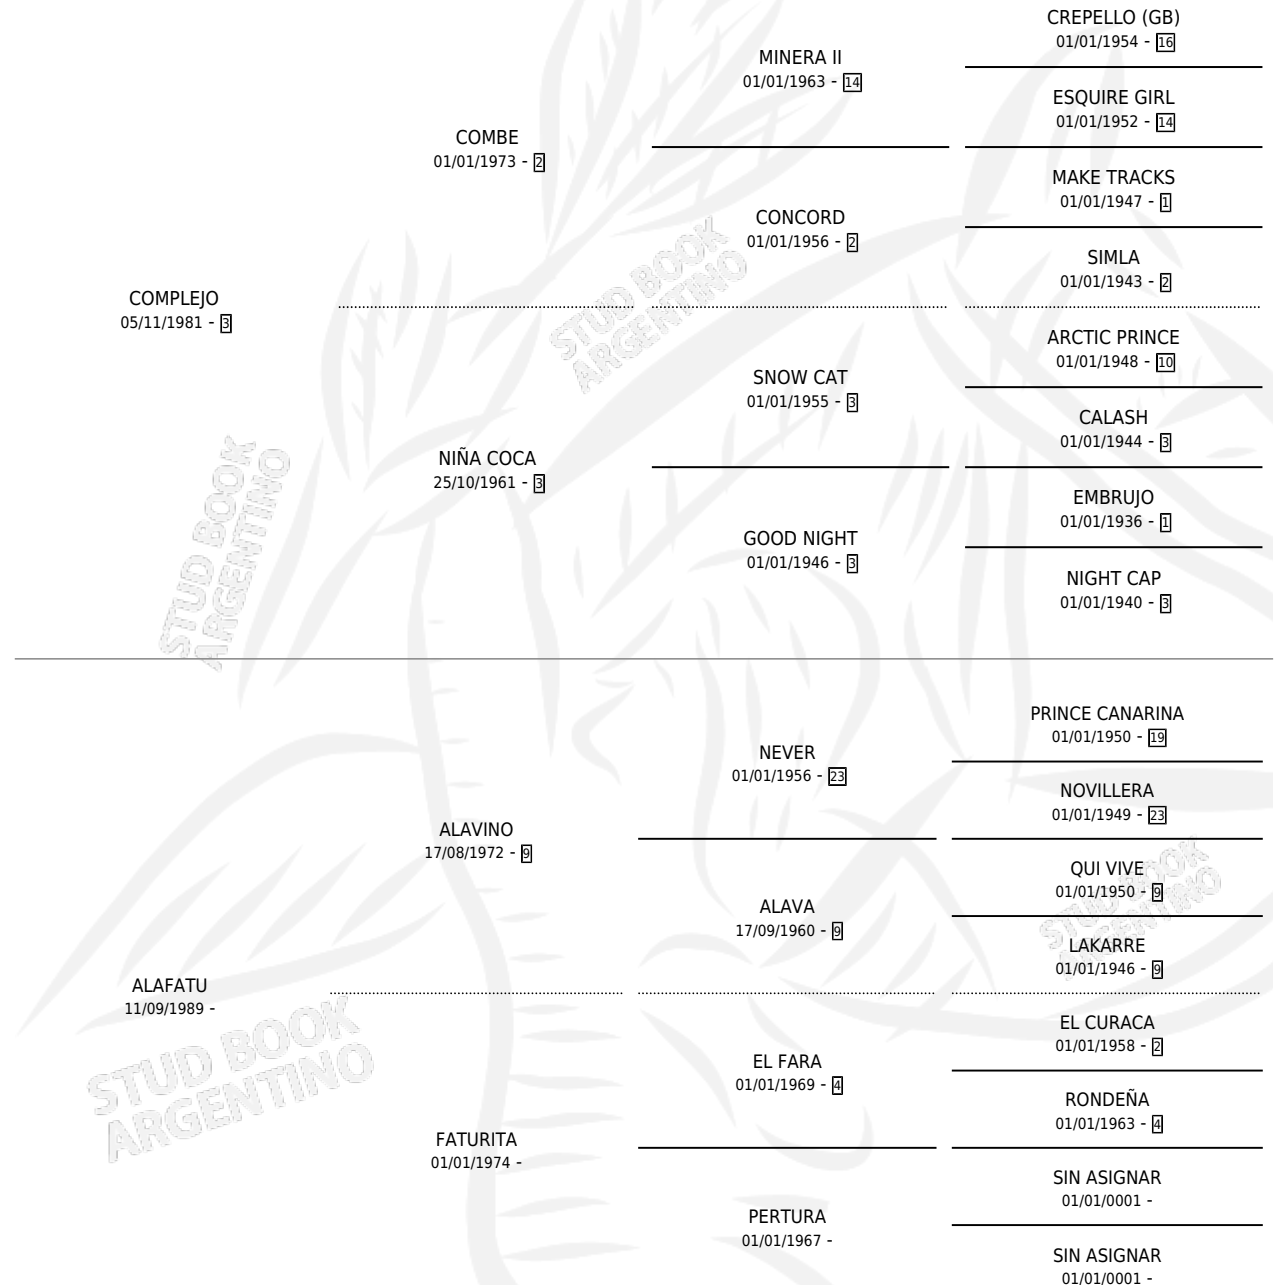 CREPELLO (GB)
01/01/1954 - 16
MINERA II
01/01/1963 - 14
ESQUIRE GIRL
01/01/1952 - 14
COMBE
01/01/1973 - 2
MAKE TRACKS
01/01/1947 - 1
CONCORD
01/01/1956 - 2
SIMLA
01/01/1943 - 2
COMPLEJO
05/11/1981 - 3
ARCTIC PRINCE
01/01/1948 - 10
SNOW CAT
01/01/1955 - 3
CALASH
01/01/1944 - 3
NIÑA COCA
25/10/1961 - 3
EMBRUJO
01/01/1936 - 1
GOOD NIGHT
01/01/1946 - 3
NIGHT CAP
01/01/1940 - 3
PRINCE CANARINA
01/01/1950 - 19
NEVER
01/01/1956 - 23
NOVILLERA
01/01/1949 - 23
ALAVINO
17/08/1972 - 9
QUI VIVE
01/01/1950 - 9
ALAVA
17/09/1960 - 9
LAKARRE
01/01/1946 - 9
ALAFATU
11/09/1989 -
EL CURACA
01/01/1958 - 2
EL FARA
01/01/1969 - 4
RONDEÑA
01/01/1963 - 4
FATURITA
01/01/1974 -
SIN ASIGNAR
01/01/0001 -
PERTURA
01/01/1967 -
SIN ASIGNAR
01/01/0001 -
STUD BOOK
ARGENTINO
STUD BOOK
ARGENTINO
STUD BOOK
ARGENTINO
STUD BOOK
ARGENTINO